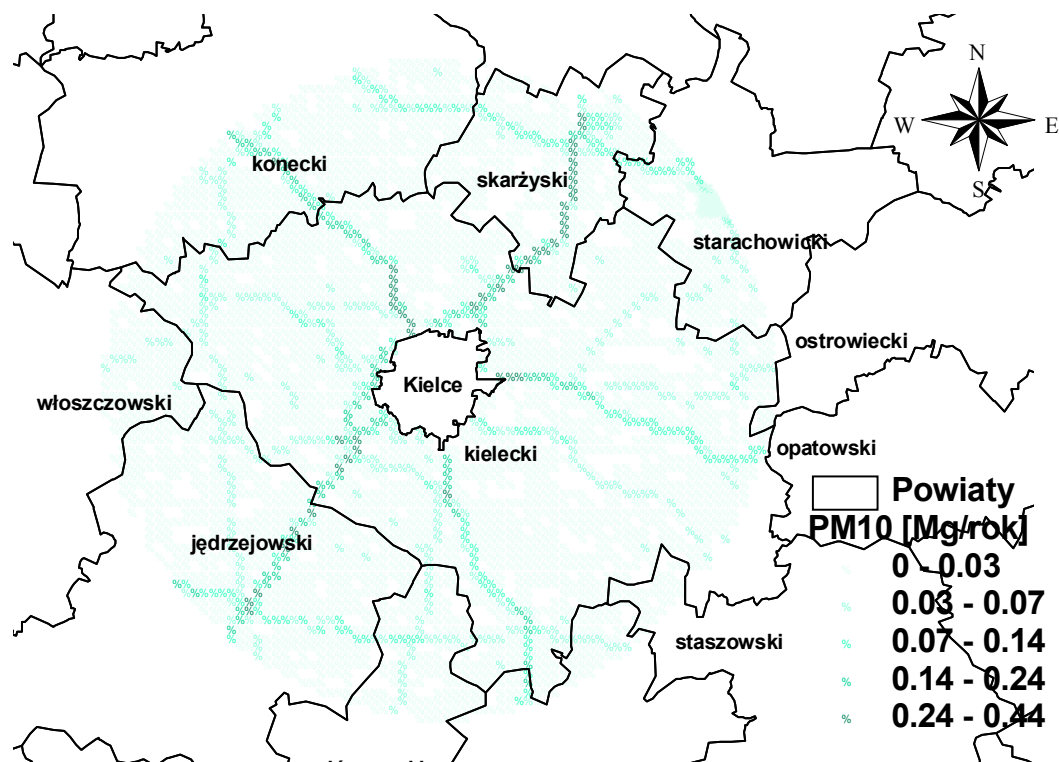 N
W E
S
konecki
skarżyski
starachowicki
ostrowiecki
Kielce
włoszczowski
kielecki
opatowski
jędrzejowski
staszowski
Powiaty
PM10 [Mg/rok]
0 - 0.03
% 0.03 - 0.07
% 0.07 - 0.14
% 0.14 - 0.24
% 0.24 - 0.44